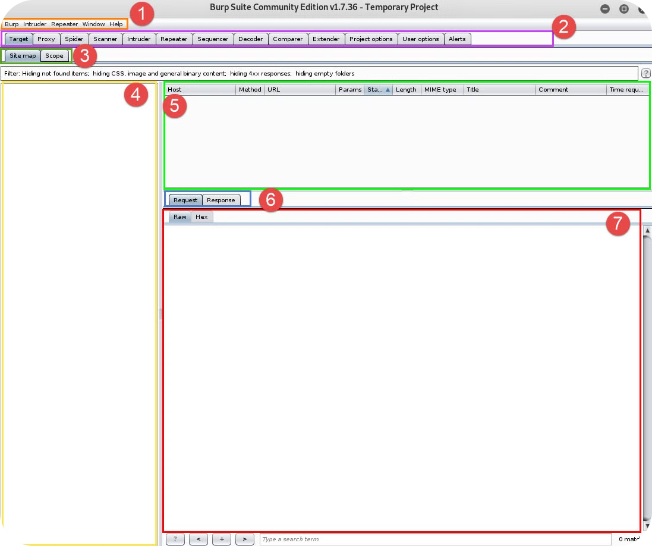 Burp Suite Community Edition v1.7.36 - Temporary Project
Burp Intruder Repeater Window Help
1
2
Target Proxy Spider Scanner Intruder Repeater Sequencer Decoder Comparer Extender Project options User options Alerts
Site map Scope
3
Filter: Hiding not found items; hiding CSS, image and general binary content; hiding 4xx responses; hiding empty folders
?
4
5
Host Method URL Params Sta... Length MIME type Title Comment Time requ...
6
Request Response
7
Raw Hex
? < + > Type a search term 0